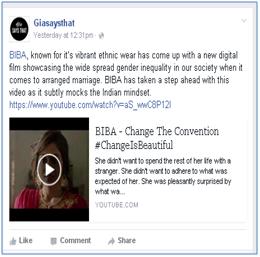 Giasaysthat
Yesterday at 12:31pm
BIBA, known for it's vibrant ethnic wear has come up with a new digital
film showcasing the wide spread gender inequality in our society when it
comes to arranged marriage. BIBA has taken a step ahead with this
video as it subtly mocks the Indian mindset.
https://www.youtube.com/watch?v=aS_wwC8P12I
BIBA - Change The Convention
#ChangeIsBeautiful
She didn't want to spend the rest of her life with a
stranger. She didn't want to adhere to what was
expected of her. She was pleasantly surprised by
what wa...
YOUTUBE.COM
Like Comment Share